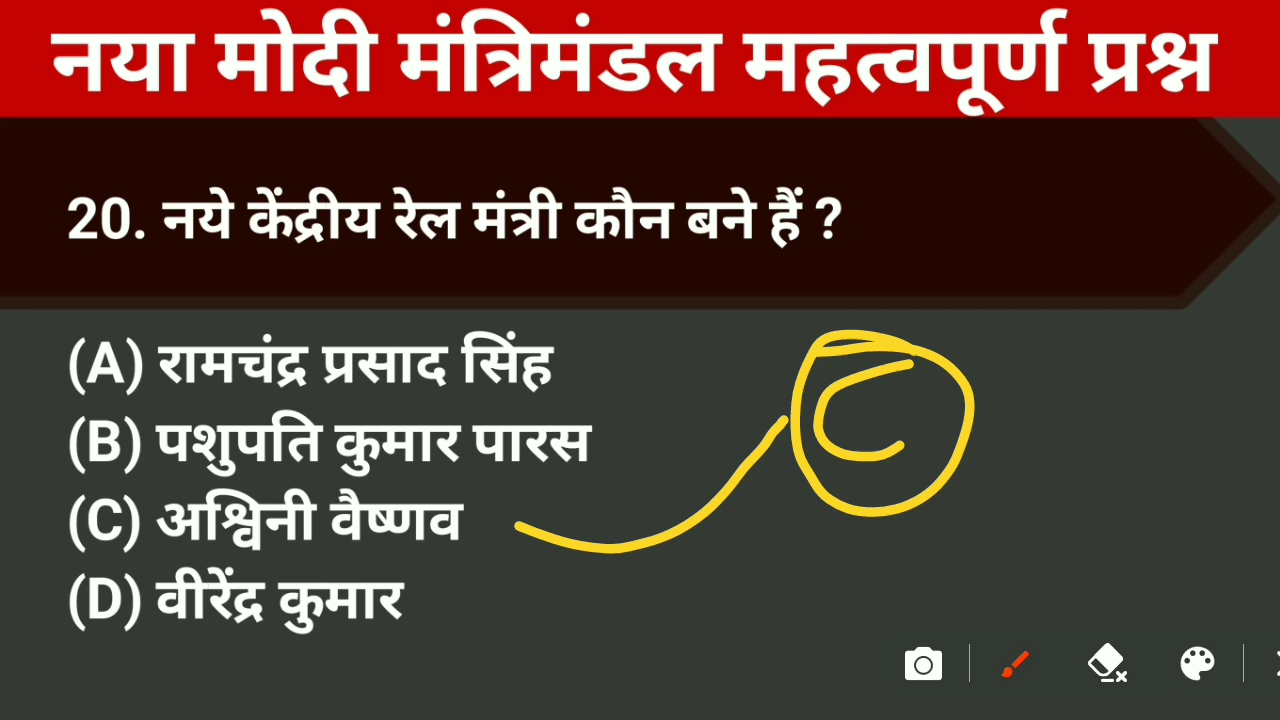 नया मोदी मंत्रिमंडल महत्वपूर्ण प्रश्न
20. नये केंद्रीय रेल मंत्री कौन बने हैं ?
(A) रामचंद्र प्रसाद सिंह
(B) पशुपति कुमार पारस
(C) अश्विनी वैष्णव
(D) वीरेंद्र कुमार
C